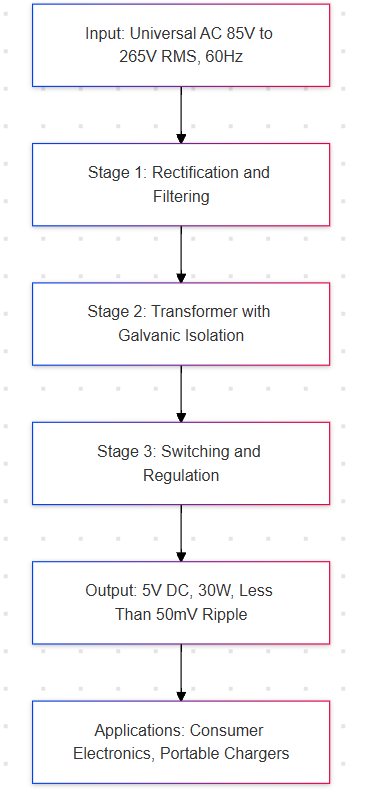 Input: Universal AC 85V to
265V RMS, 60Hz
Stage 1: Rectification and
Filtering
Stage 2: Transformer with
Galvanic Isolation
Stage 3: Switching and
Regulation
Output: 5V DC, 30W, Less
Than 50mV Ripple
Applications: Consumer
Electronics, Portable Chargers